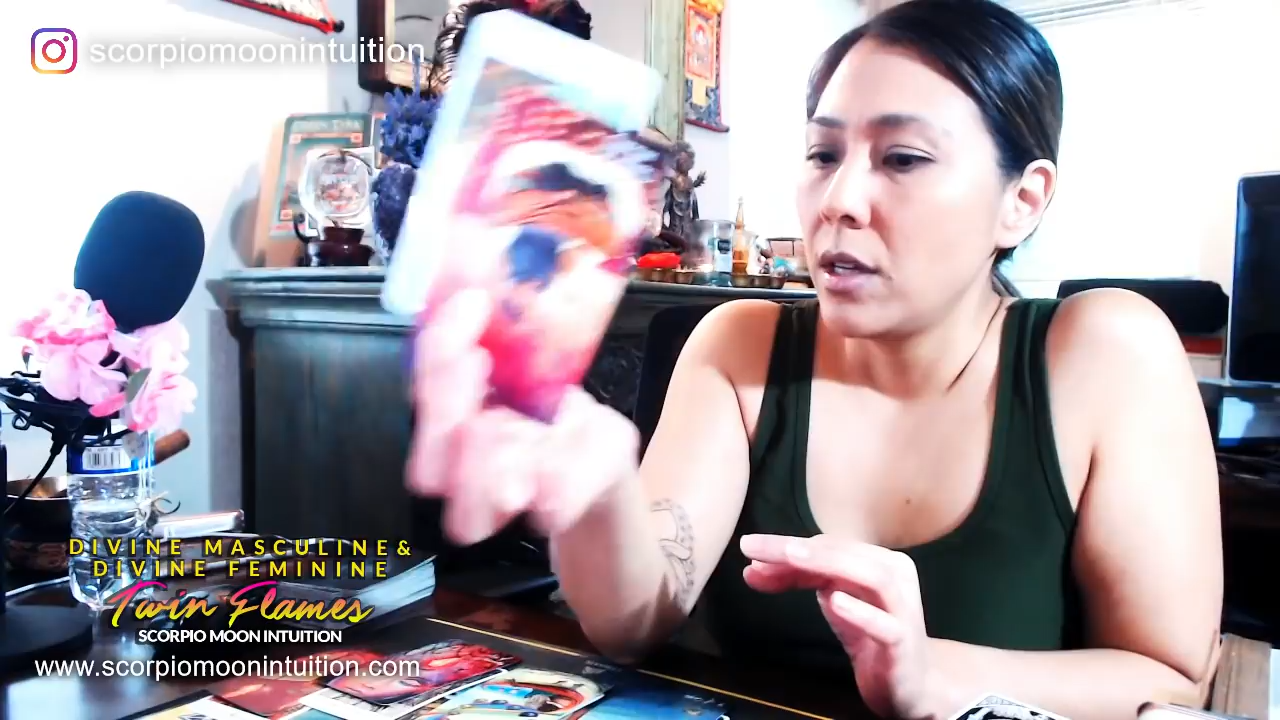 scorpiomoonintuition
DIVINE MASCULINE&
DIVINE FEMININE
Twin Flames
SCORPIO MOON INTUITION
www.scorpiomoonintuition.com